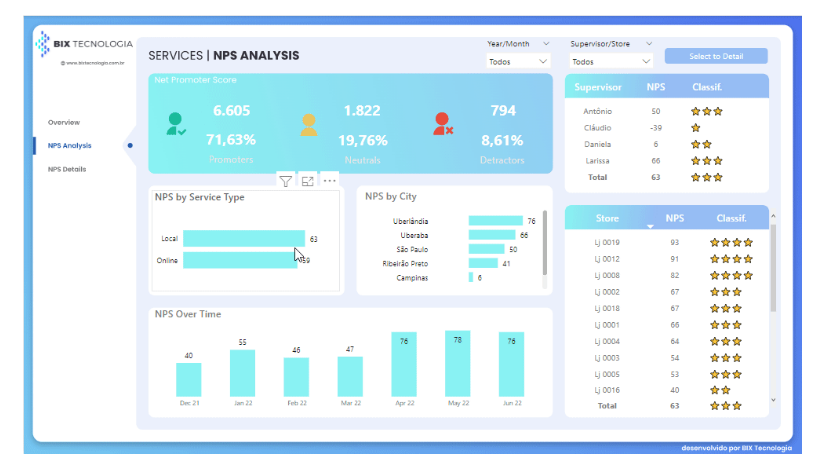 BIX TECNOLOGIA
@ www.bixtecnologia.com.br
SERVICES | NPS ANALYSIS
Year/Month
Todos
Supervisor/Store
Todos
Select to Detail
Overview
NPS Analysis
NPS Details
Net Promoter Score
6.605
71,63%
Promoters
1.822
19,76%
Neutrals
794
8,61%
Detractors
Supervisor NPS Classif.
Antônio 50
Cláudio -39
Daniela 6
Larissa 66
Total 63
NPS by Service Type
Local 63
Online 59
NPS by City
Uberlândia 76
Uberaba 66
São Paulo 50
Ribeirão Preto 41
Campinas 6
Store NPS Classif.
Lj 0019 93
Lj 0012 91
Lj 0008 82
Lj 0002 67
Lj 0018 67
Lj 0001 66
Lj 0004 64
Lj 0003 54
Lj 0005 53
Lj 0016 40
Total 63
NPS Over Time
40 55 46 47 76 78 76
Dec 21 Jan 22 Feb 22 Mar 22 Apr 22 May 22 Jun 22
desenvolvido por BIX Tecnologia